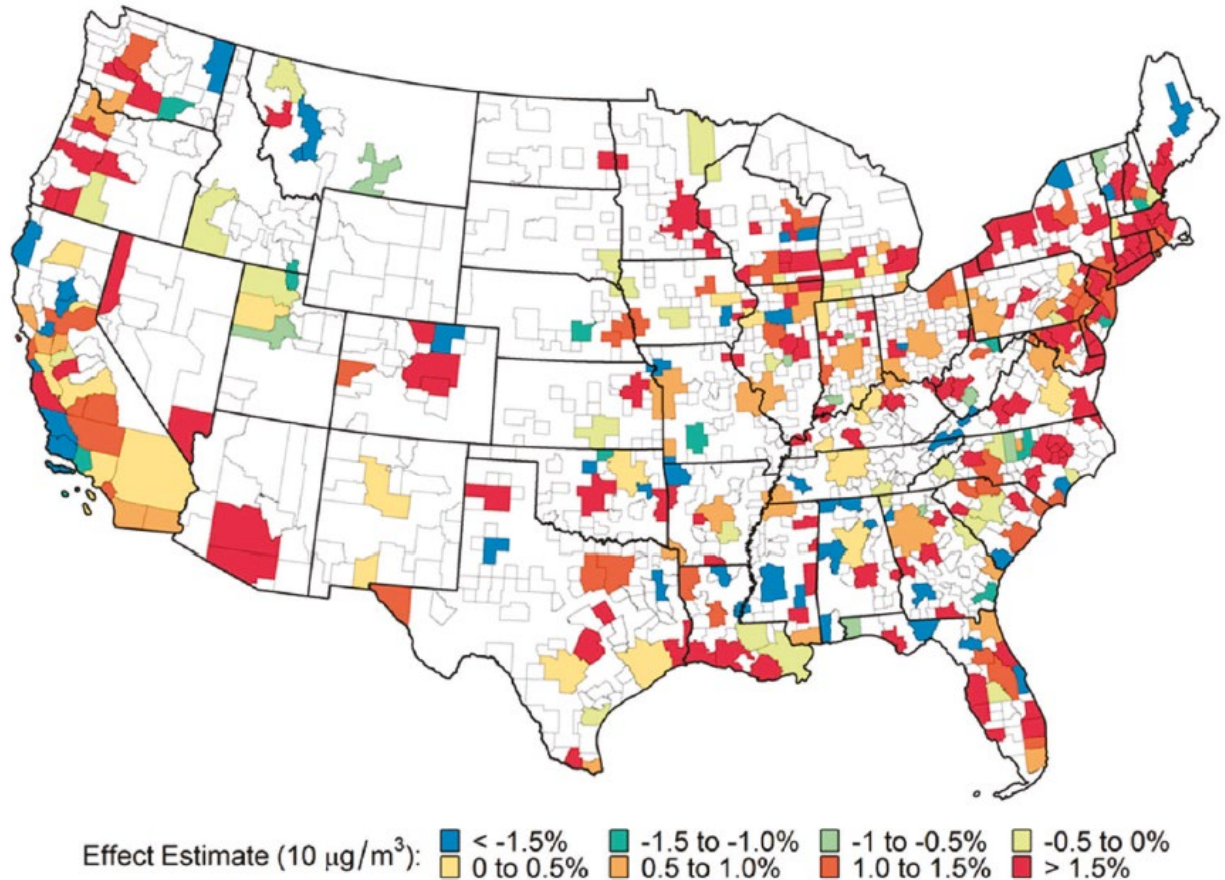 Effect Estimate (10 μg/m³): < -1.5% -1.5 to -1.0% -1 to -0.5% -0.5 to 0%
0 to 0.5% 0.5 to 1.0% 1.0 to 1.5% > 1.5%